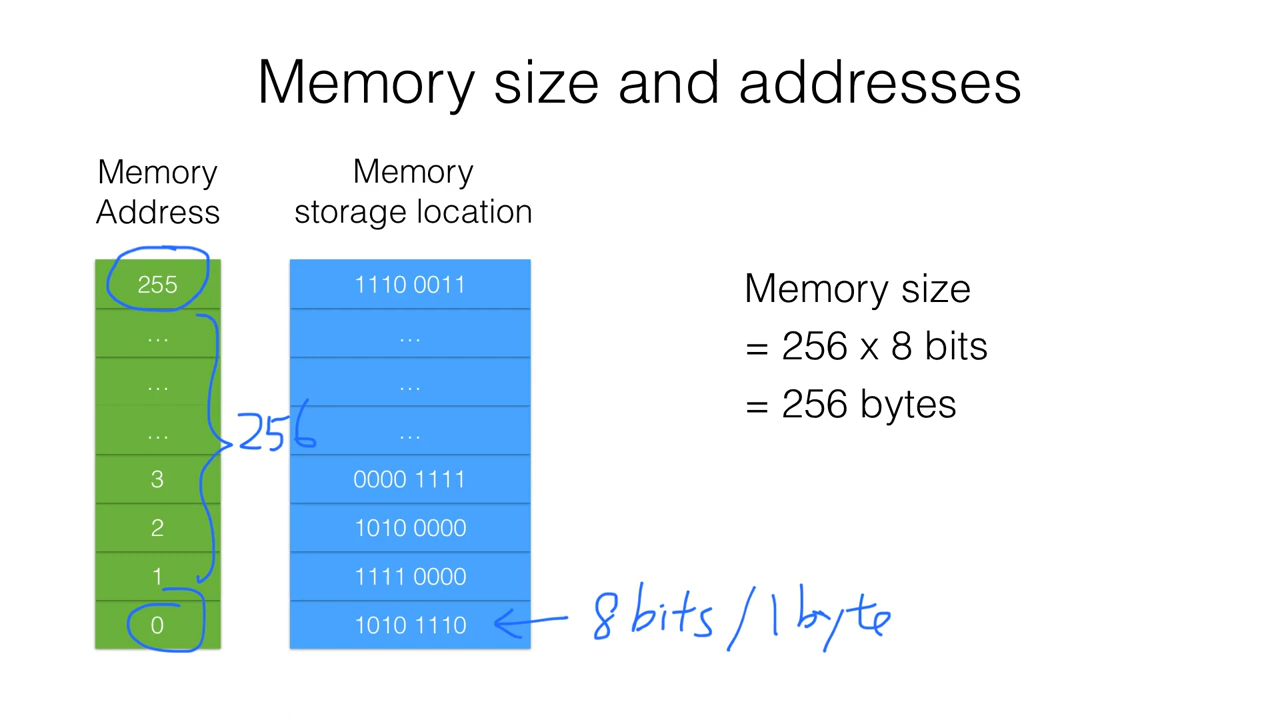 Memory size and addresses
Memory
Address
Memory
storage location
255
1110 0011
...
...
...
...
...
...
256
3
0000 1111
2
1010 0000
1
1111 0000
0
1010 1110
8 bits / 1 byte
Memory size
= 256 x 8 bits
= 256 bytes